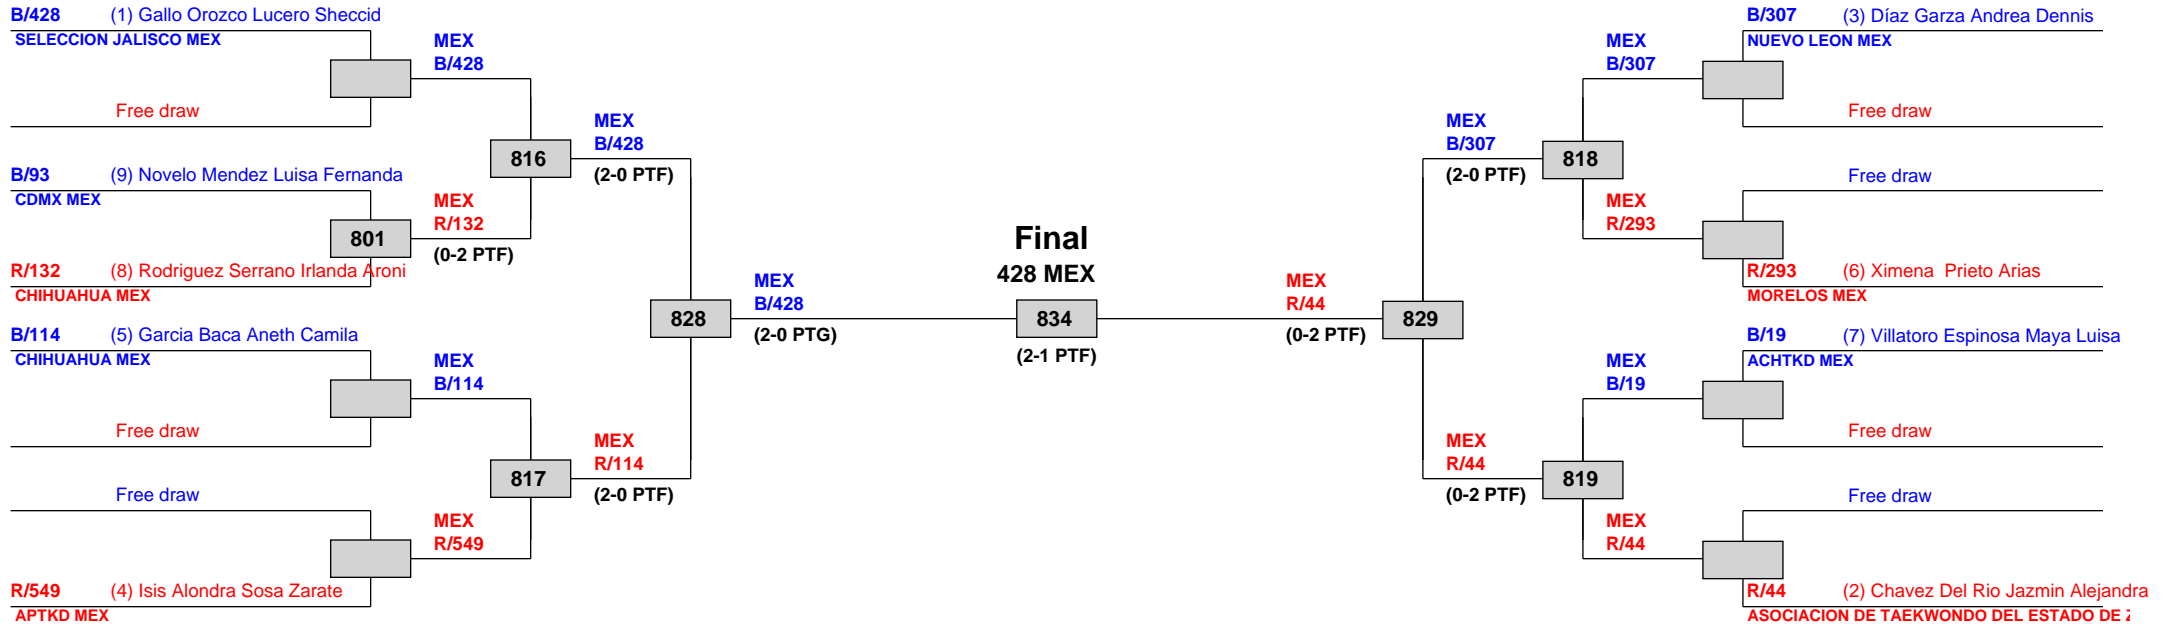 B/428 (1) Gallo Orozco Lucero Sheccid
SELECCION JALISCO MEX
Free draw
B/93 (9) Novelo Mendez Luisa Fernanda
CDMX MEX
R/132 (8) Rodriguez Serrano Irlanda Aroni
CHIHUAHUA MEX
B/114 (5) Garcia Baca Aneth Camila
CHIHUAHUA MEX
Free draw
Free draw
R/549 (4) Isis Alondra Sosa Zarate
APTKD MEX
801
MEX
B/428
MEX
R/132
(0-2 PTF)
MEX
B/114
MEX
R/549
816
817
MEX
B/428
(2-0 PTF)
MEX
R/114
(2-0 PTF)
828
MEX
B/428
(2-0 PTG)
Final
428 MEX
834
(2-1 PTF)
MEX
R/44
(0-2 PTF)
829
MEX
B/307
(2-0 PTF)
MEX
R/44
(0-2 PTF)
818
819
MEX
B/307
MEX
R/293
MEX
B/19
MEX
R/44
B/307 (3) Díaz Garza Andrea Dennis
NUEVO LEON MEX
Free draw
Free draw
R/293 (6) Ximena Prieto Arias
MORELOS MEX
B/19 (7) Villatoro Espinosa Maya Luisa
ACHTKD MEX
Free draw
Free draw
R/44 (2) Chavez Del Rio Jazmin Alejandra
ASOCIACION DE TAEKWONDO DEL ESTADO DE